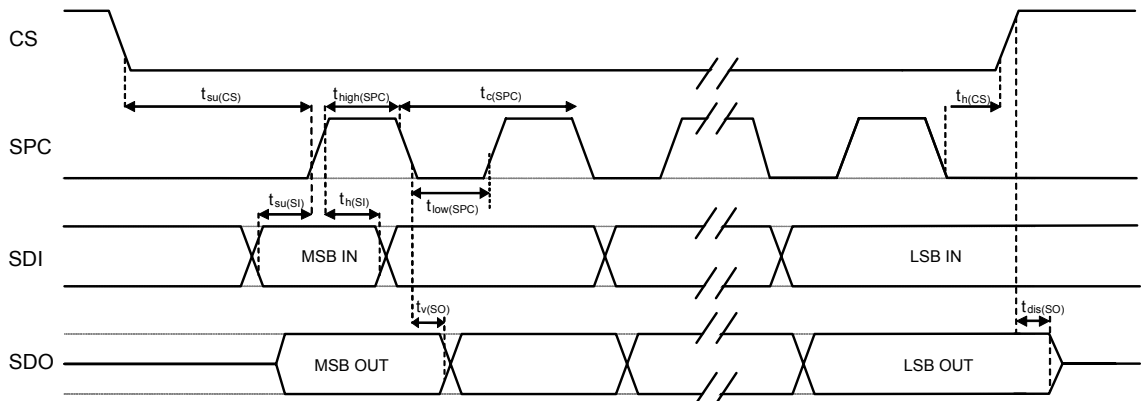 CS
tsu(CS)
thigh(SPC)
tc(SPC)
th(CS)
SPC
tsu(SI)
th(SI)
tlow(SPC)
SDI
MSB IN
LSB IN
tv(SO)
tdis(SO)
SDO
MSB OUT
LSB OUT